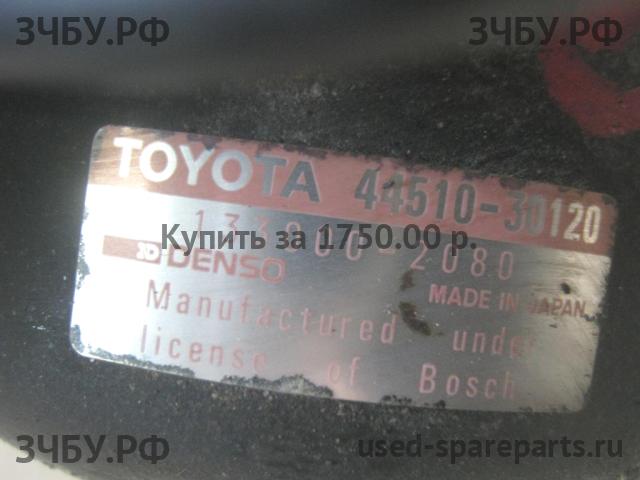 ЗЧБУ.РФ ЗЧБУ.РФ
TOYOTA 44510-30120
Купить за 1750.00 р.
2080
DENSO
MADE IN JAPAN
Manufactured under
license of Bosch
ЗЧБУ.РФ used-spareparts.ru